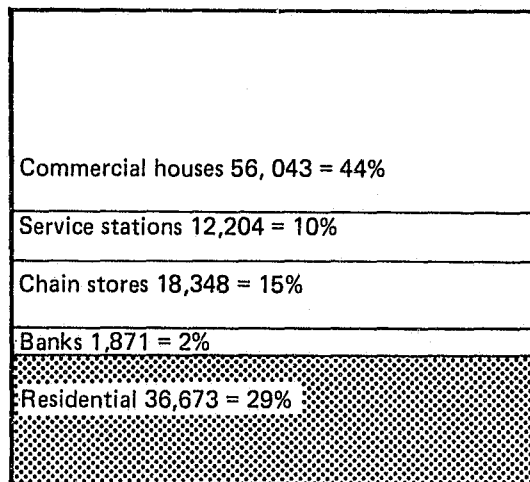 Commercial houses 56, 043 = 44%
Service stations 12,204 = 10%
Chain stores 18,348 = 15%
Banks 1,871 = 2%
Residential 36,673 = 29%